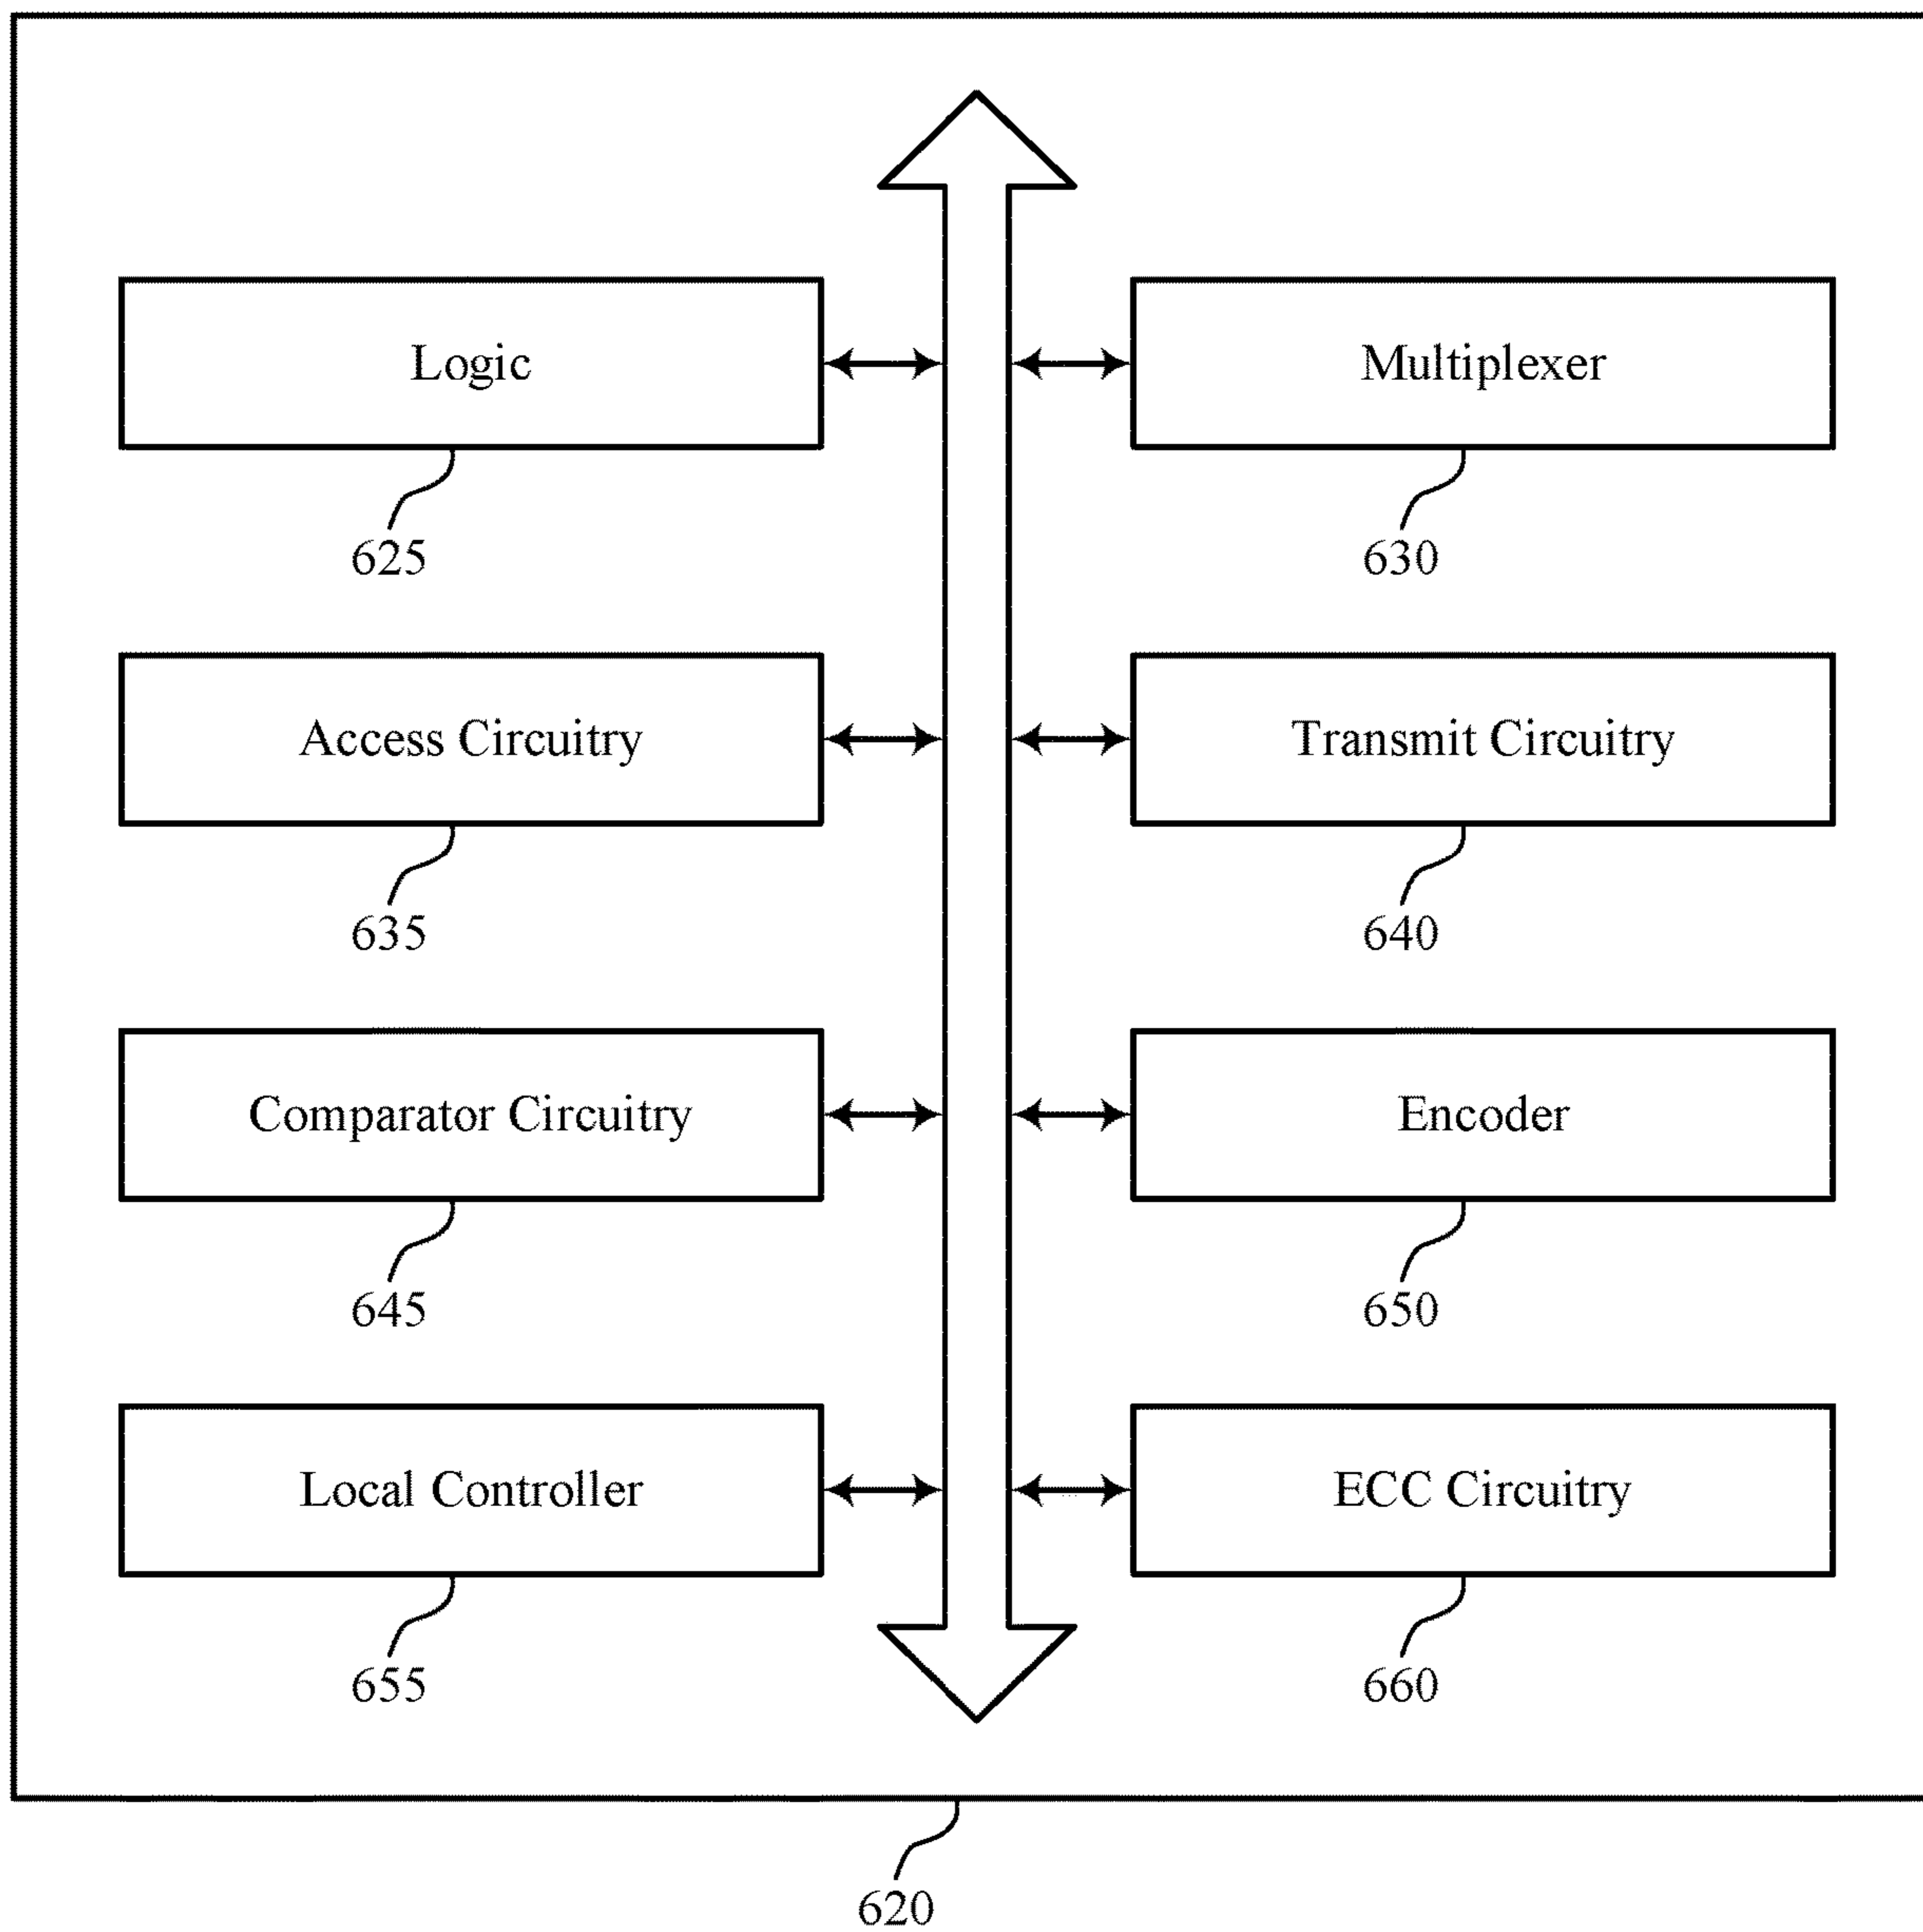 Logic
Multiplexer
625
630
Access Circuitry
Transmit Circuitry
635
640
Comparator Circuitry
Encoder
645
650
Local Controller
ECC Circuitry
655
660
620